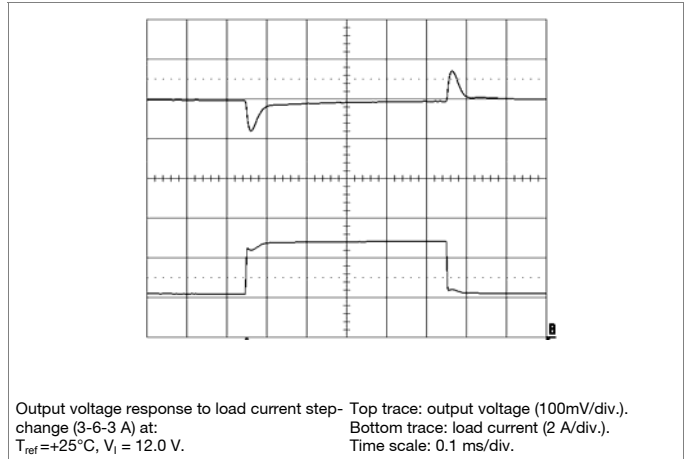 Output voltage response to load current step-
change (3-6-3 A) at:
Tref=+25°C, VI = 12.0 V.
Top trace: output voltage (100mV/div.).
Bottom trace: load current (2 A/div.).
Time scale: 0.1 ms/div.